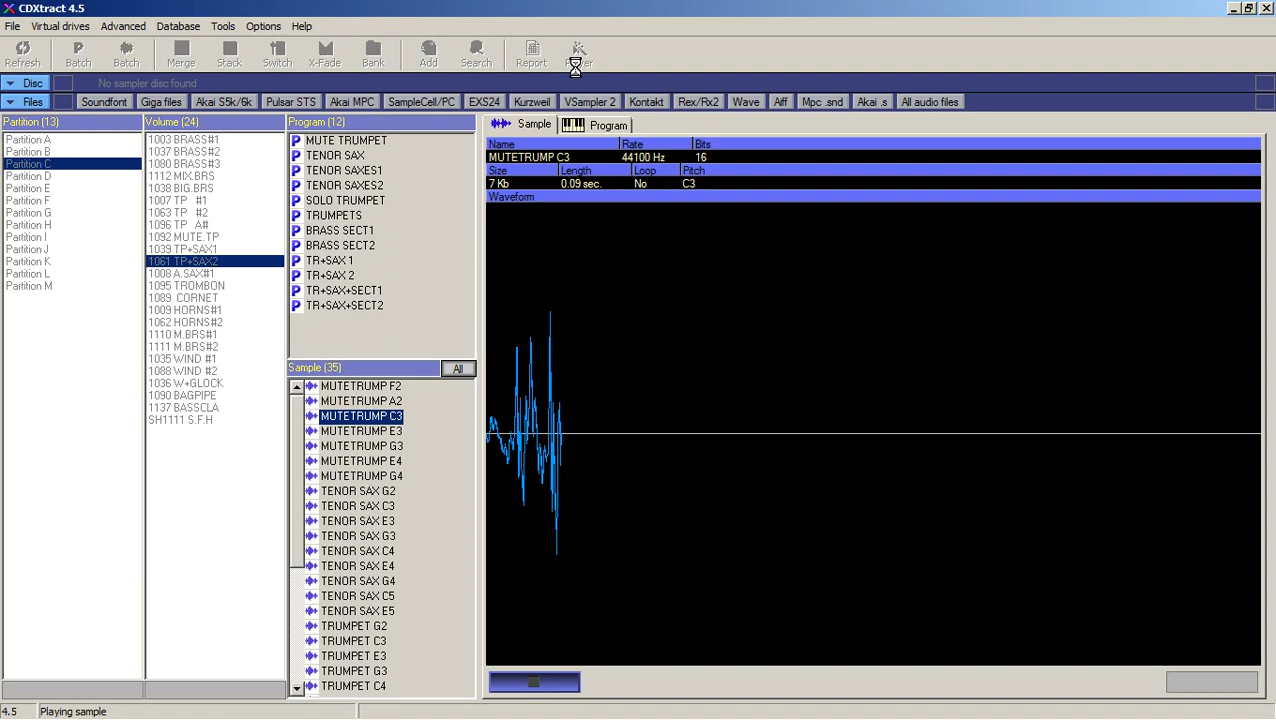 CDXtract 4.5
File Virtual drives Advanced Database Tools Options Help
Refresh Batch Batch Merge Stack Switch X-Fade Bank Add Search Report Player
Disc No sampler disc found
Files Soundfont Giga files Akai S5k/6k Pulsar STS Akai MPC SampleCell/PC EXS24 Kurzweil VSampler 2 Kontakt Rex/Rx2 Wave Aiff Mpc .snd Akai .s All audio files
Partition (13)
Partition A
Partition B
Partition C
Partition D
Partition E
Partition F
Partition G
Partition H
Partition I
Partition J
Partition K
Partition L
Partition M
Volume (24)
1003 BRASS#1
1037 BRASS#2
1080 BRASS#3
1112 MIX.BRS
1038 BIG.BRS
1007 TP #1
1063 TP #2
1096 TP A#
1092 MUTE.TP
1039 TP+SAX1
1061 TP+SAX2
1008 A.SAX#1
1095 TROMBON
1089 CORNET
1009 HORNS#1
1062 HORNS#2
1110 M.BRS#1
1111 M.BRS#2
1035 WIND #1
1088 WIND #2
1036 W+GLOCK
1090 BAGPIPE
1137 BASSCLA
SH1111 S.F.H
Program (12)
MUTE TRUMPET
TENOR SAX
TENOR SAXES1
TENOR SAXES2
SOLO TRUMPET
TRUMPETS
BRASS SECT1
BRASS SECT2
TR+SAX 1
TR+SAX 2
TR+SAX+SECT1
TR+SAX+SECT2
Sample (35) All
MUTETRUMP F2
MUTETRUMP A2
MUTETRUMP C3
MUTETRUMP E3
MUTETRUMP G3
MUTETRUMP E4
MUTETRUMP G4
TENOR SAX G2
TENOR SAX C3
TENOR SAX E3
TENOR SAX G3
TENOR SAX C4
TENOR SAX E4
TENOR SAX G4
TENOR SAX C5
TENOR SAX E5
TRUMPET G2
TRUMPET C3
TRUMPET E3
TRUMPET G3
TRUMPET C4
Sample Program
Name Rate Bits
MUTETRUMP C3 44100 Hz 16
Size Length Loop Pitch
7 Kb 0.09 sec. No C3
Waveform
4.5 Playing sample